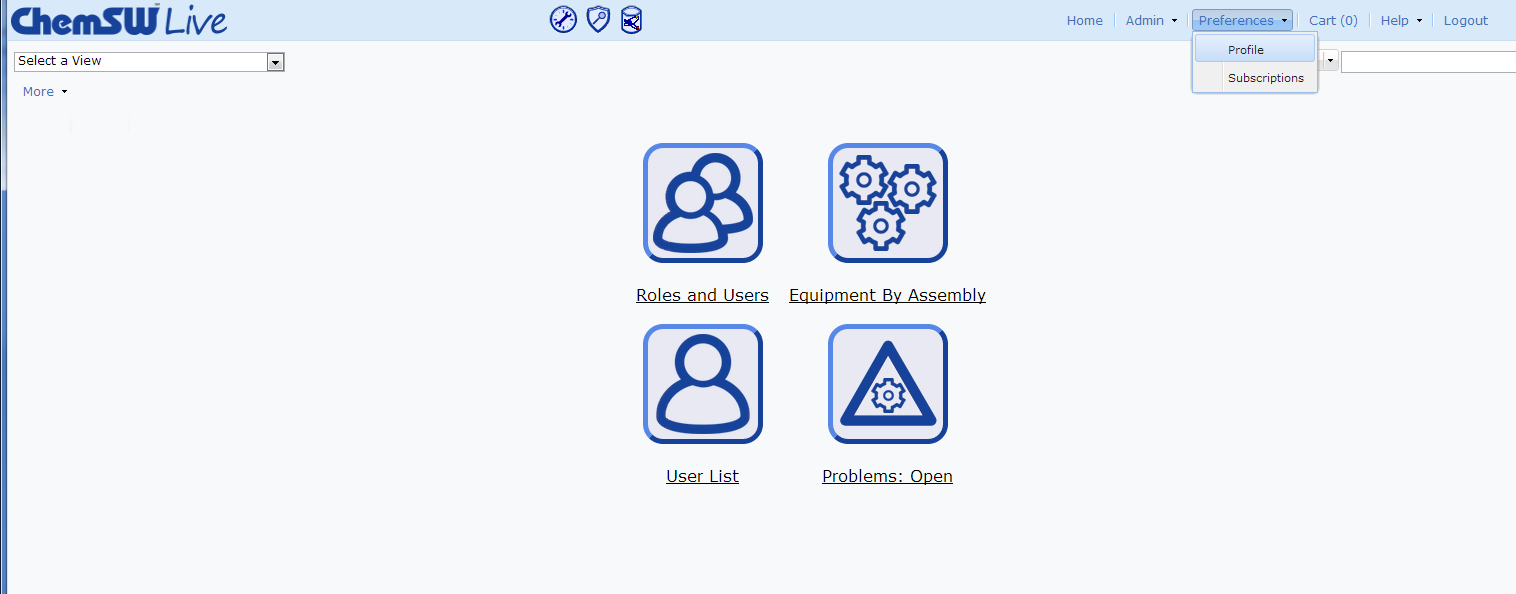 ChemSW Live
Home Admin Preferences Cart (0) Help Logout
Profile
Subscriptions
Select a View
More
Roles and Users
Equipment By Assembly
User List
Problems: Open